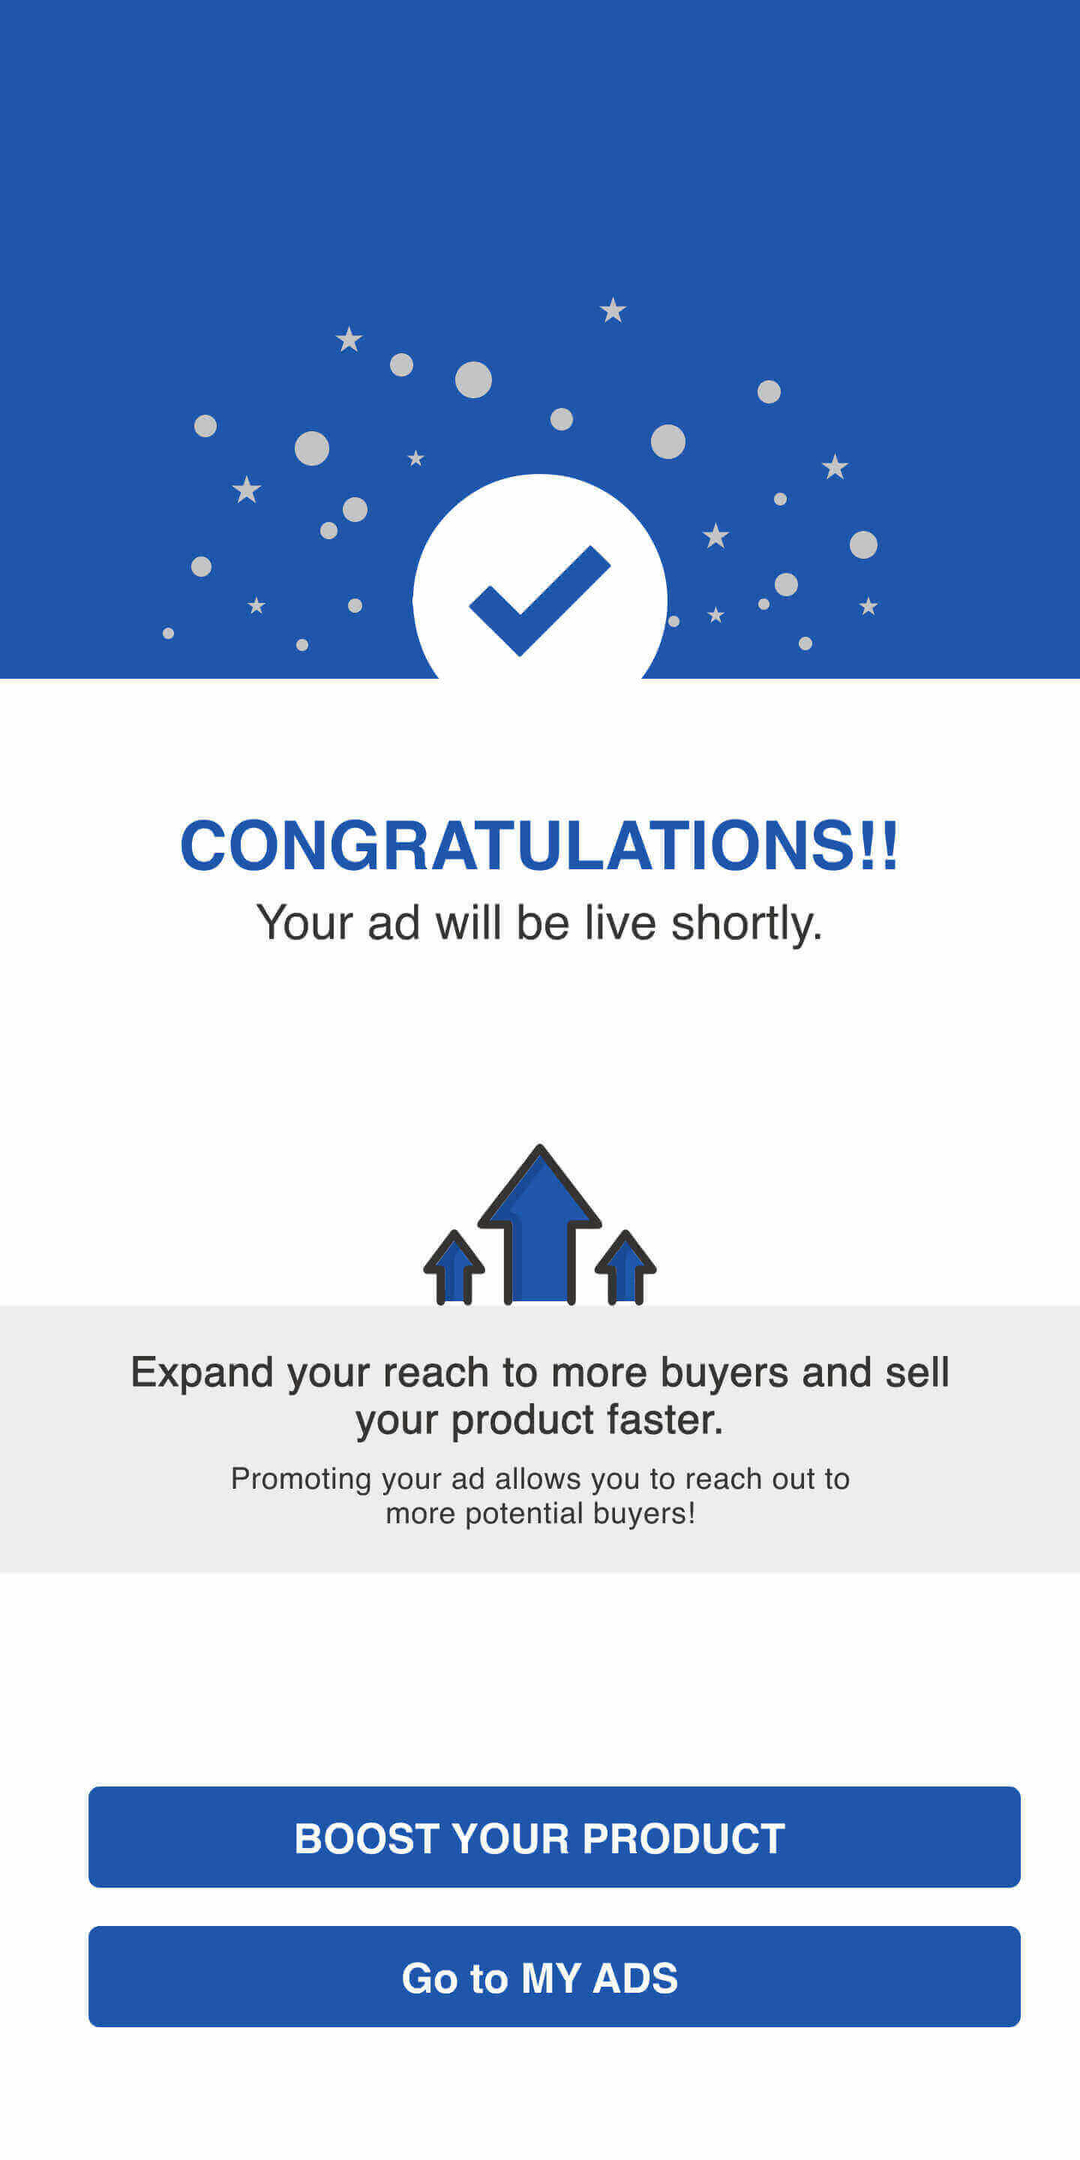 CONGRATULATIONS!!
Your ad will be live shortly.
Expand your reach to more buyers and sell
your product faster.
Promoting your ad allows you to reach out to
more potential buyers!
BOOST YOUR PRODUCT
Go to MY ADS